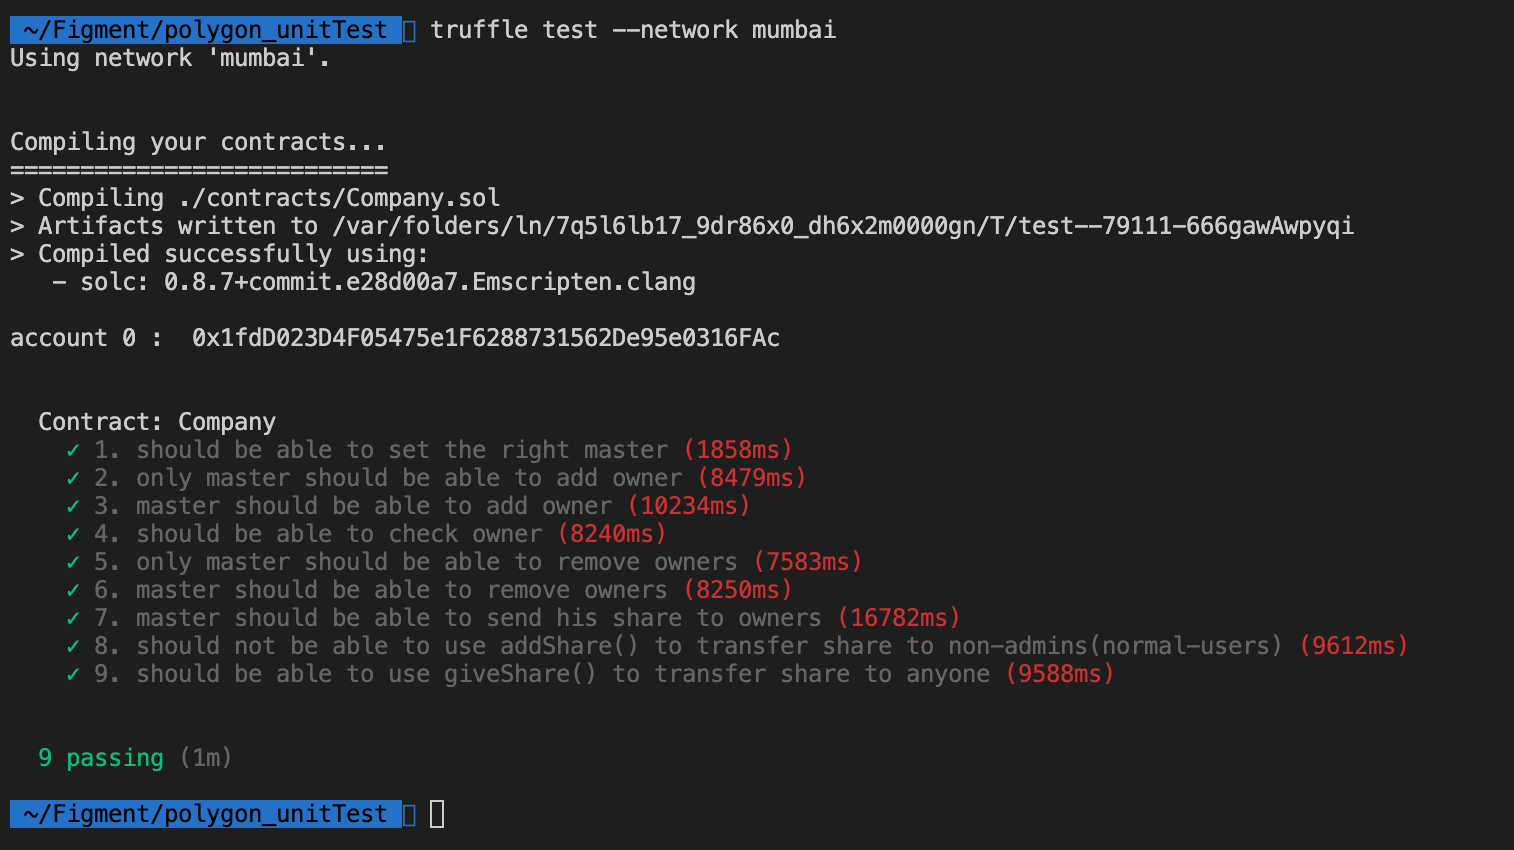 ~/Figment/polygon_unitTest truffle test --network mumbai
Using network 'mumbai'.
Compiling your contracts...
===========================
> Compiling ./contracts/Company.sol
> Artifacts written to /var/folders/ln/7q5l6lb17_9dr86x0_dh6x2m0000gn/T/test--79111-666gawAwpyqi
> Compiled successfully using:
- solc: 0.8.7+commit.e28d00a7.Emscripten.clang
account 0 :  0x1fdD023D4F05475e1F6288731562De95e0316FAc
Contract: Company
✓ 1. should be able to set the right master (1858ms)
✓ 2. only master should be able to add owner (8479ms)
✓ 3. master should be able to add owner (10234ms)
✓ 4. should be able to check owner (8240ms)
✓ 5. only master should be able to remove owners (7583ms)
✓ 6. master should be able to remove owners (8250ms)
✓ 7. master should be able to send his share to owners (16782ms)
✓ 8. should not be able to use addShare() to transfer share to non-admins(normal-users) (9612ms)
✓ 9. should be able to use giveShare() to transfer share to anyone (9588ms)
9 passing (1m)
~/Figment/polygon_unitTest